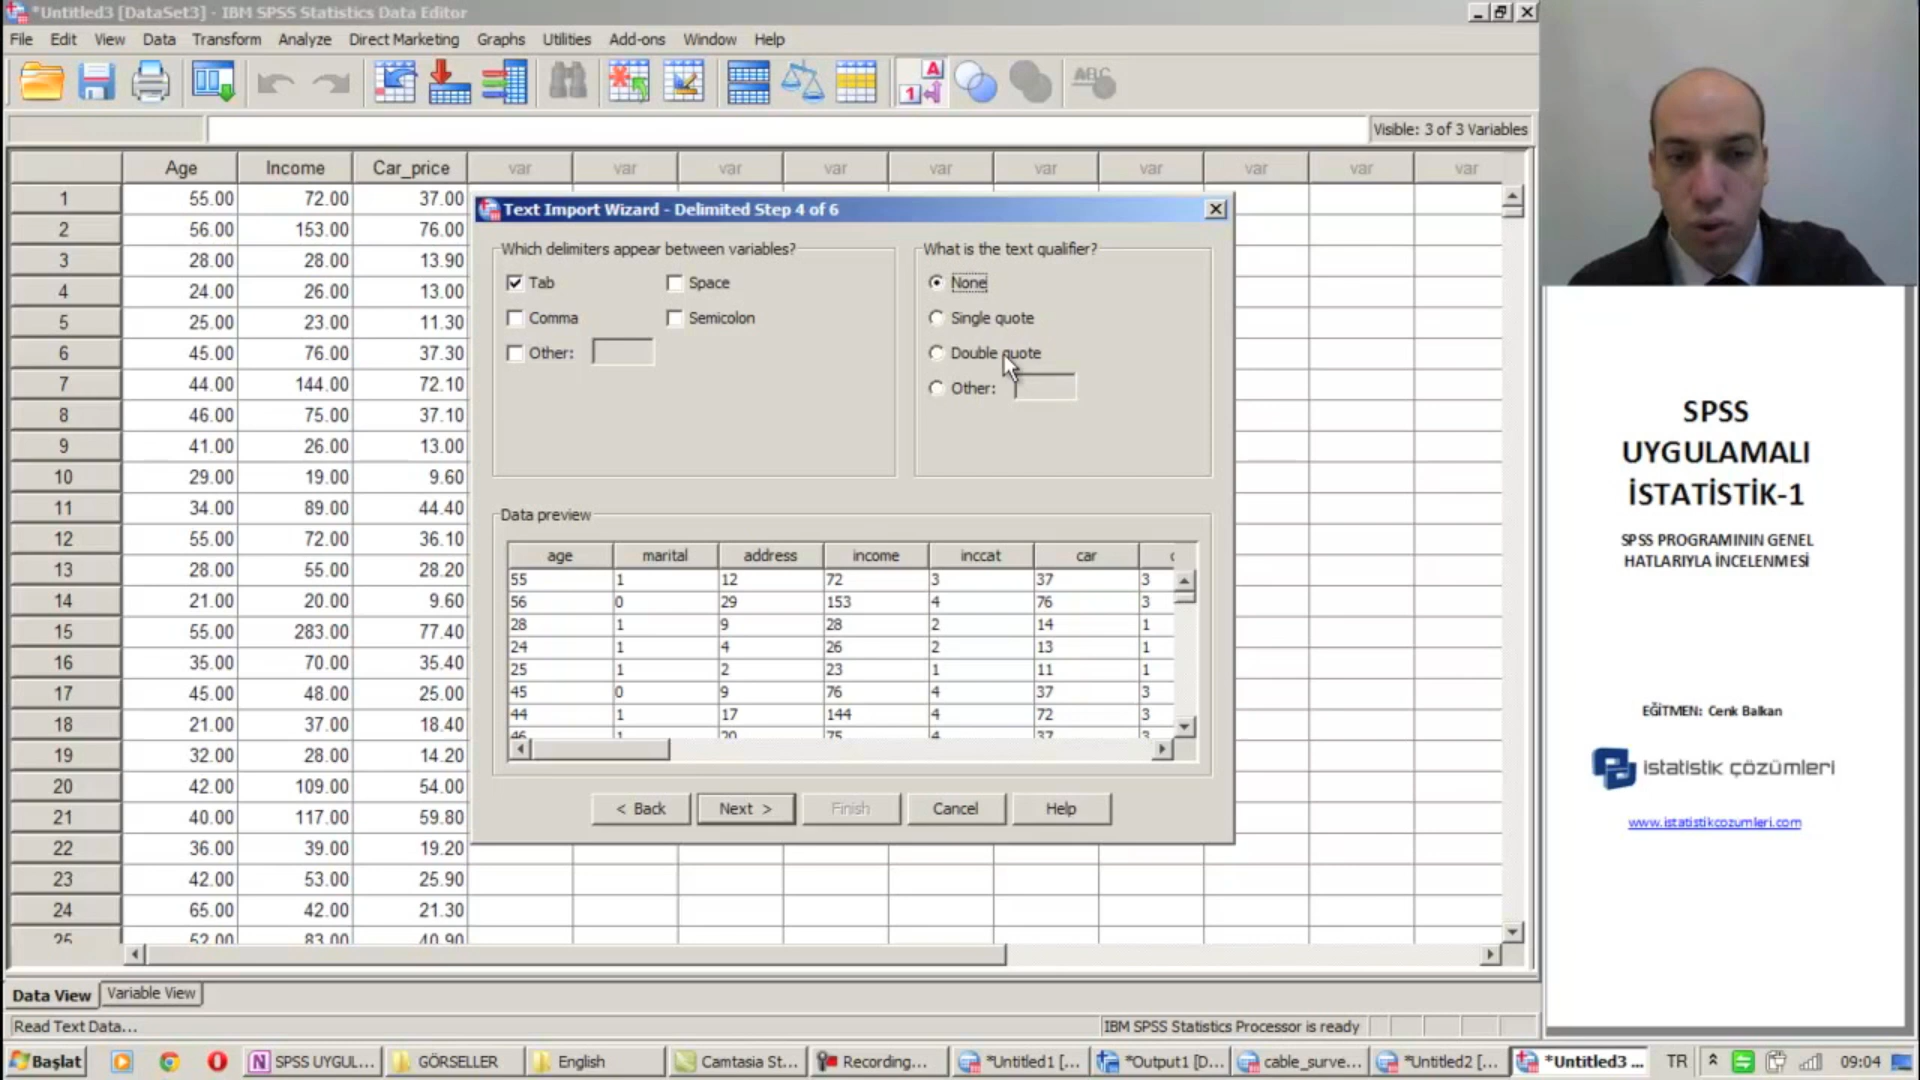 *Untitled3 [DataSet3] - IBM SPSS Statistics Data Editor
File Edit View Data Transform Analyze Direct Marketing Graphs Utilities Add-ons Window Help
Visible: 3 of 3 Variables
Age Income Car_price var var var var var var var var var var
1 55.00 72.00 37.00
2 56.00 153.00 76.00
3 28.00 28.00 13.90
4 24.00 26.00 13.00
5 25.00 23.00 11.30
6 45.00 76.00 37.30
7 44.00 144.00 72.10
8 46.00 75.00 37.10
9 41.00 26.00 13.00
10 29.00 19.00 9.60
11 34.00 89.00 44.40
12 55.00 72.00 36.10
13 28.00 55.00 28.20
14 21.00 20.00 9.60
15 55.00 283.00 77.40
16 35.00 70.00 35.40
17 45.00 48.00 25.00
18 21.00 37.00 18.40
19 32.00 28.00 14.20
20 42.00 109.00 54.00
21 40.00 117.00 59.80
22 36.00 39.00 19.20
23 42.00 53.00 25.90
24 65.00 42.00 21.30
25 52.00 83.00 40.90
Text Import Wizard - Delimited Step 4 of 6
Which delimiters appear between variables?
Tab Space
Comma Semicolon
Other:
What is the text qualifier?
None
Single quote
Double quote
Other:
Data preview
age marital address income inccat car
55 1 12 72 3 37 3
56 0 29 153 4 76 3
28 1 9 28 2 14 1
24 1 4 26 2 13 1
25 1 2 23 1 11 1
45 0 9 76 4 37 3
44 1 17 144 4 72 3
46 1 20 75 4 37 3
< Back Next > Finish Cancel Help
Data View Variable View
Read Text Data...
IBM SPSS Statistics Processor is ready
SPSS
UYGULAMALI
İSTATİSTİK-1
SPSS PROGRAMININ GENEL
HATLARIYLA İNCELENMESİ
EĞİTMEN: Cenk Balkan
istatistik çözümleri
www.istatistikcozumleri.com
Başlat SPSS UYGUL... GÖRSELLER English Camtasia St... Recording... *Untitled1 [... *Output1 [D... cable_surve... *Untitled2 [... *Untitled3 ... TR 09:04